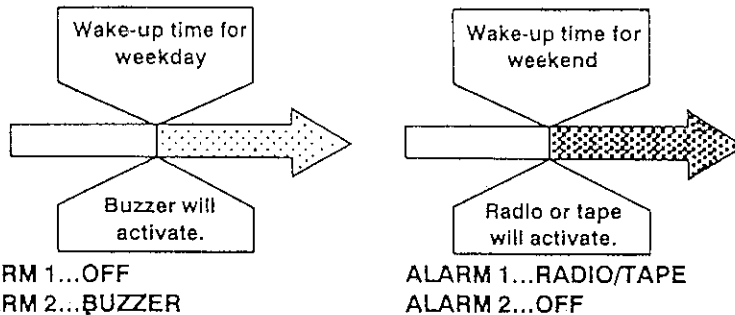 Wake-up time for
weekday
Buzzer will
activate.
RM 1...OFF
RM 2...BUZZER
Wake-up time for
weekend
Radio or tape
will activate.
ALARM 1...RADIO/TAPE
ALARM 2...OFF